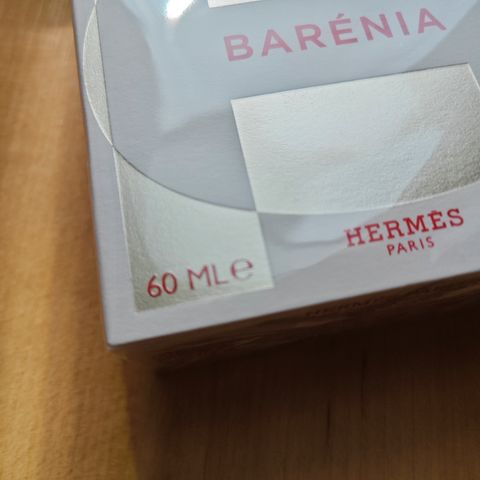 BARÉNIA
HERMÈS
PARIS
60 ML e